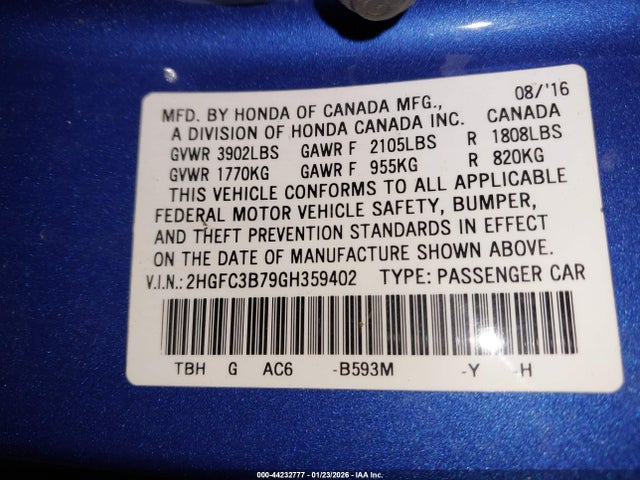 08/'16
MFD. BY HONDA OF CANADA MFG.,
A DIVISION OF HONDA CANADA INC. CANADA
GVWR 3902LBS GAWR F 2105LBS R 1808LBS
GVWR 1770KG GAWR F 955KG R 820KG
THIS VEHICLE CONFORMS TO ALL APPLICABLE
FEDERAL MOTOR VEHICLE SAFETY, BUMPER,
AND THEFT PREVENTION STANDARDS IN EFFECT
ON THE DATE OF MANUFACTURE SHOWN ABOVE.
V.I.N.: 2HGFC3B79GH359402 TYPE: PASSENGER CAR
TBH G AC6 -B593M -Y -H
000-44232777 - 01/23/2026 - IAA Inc.